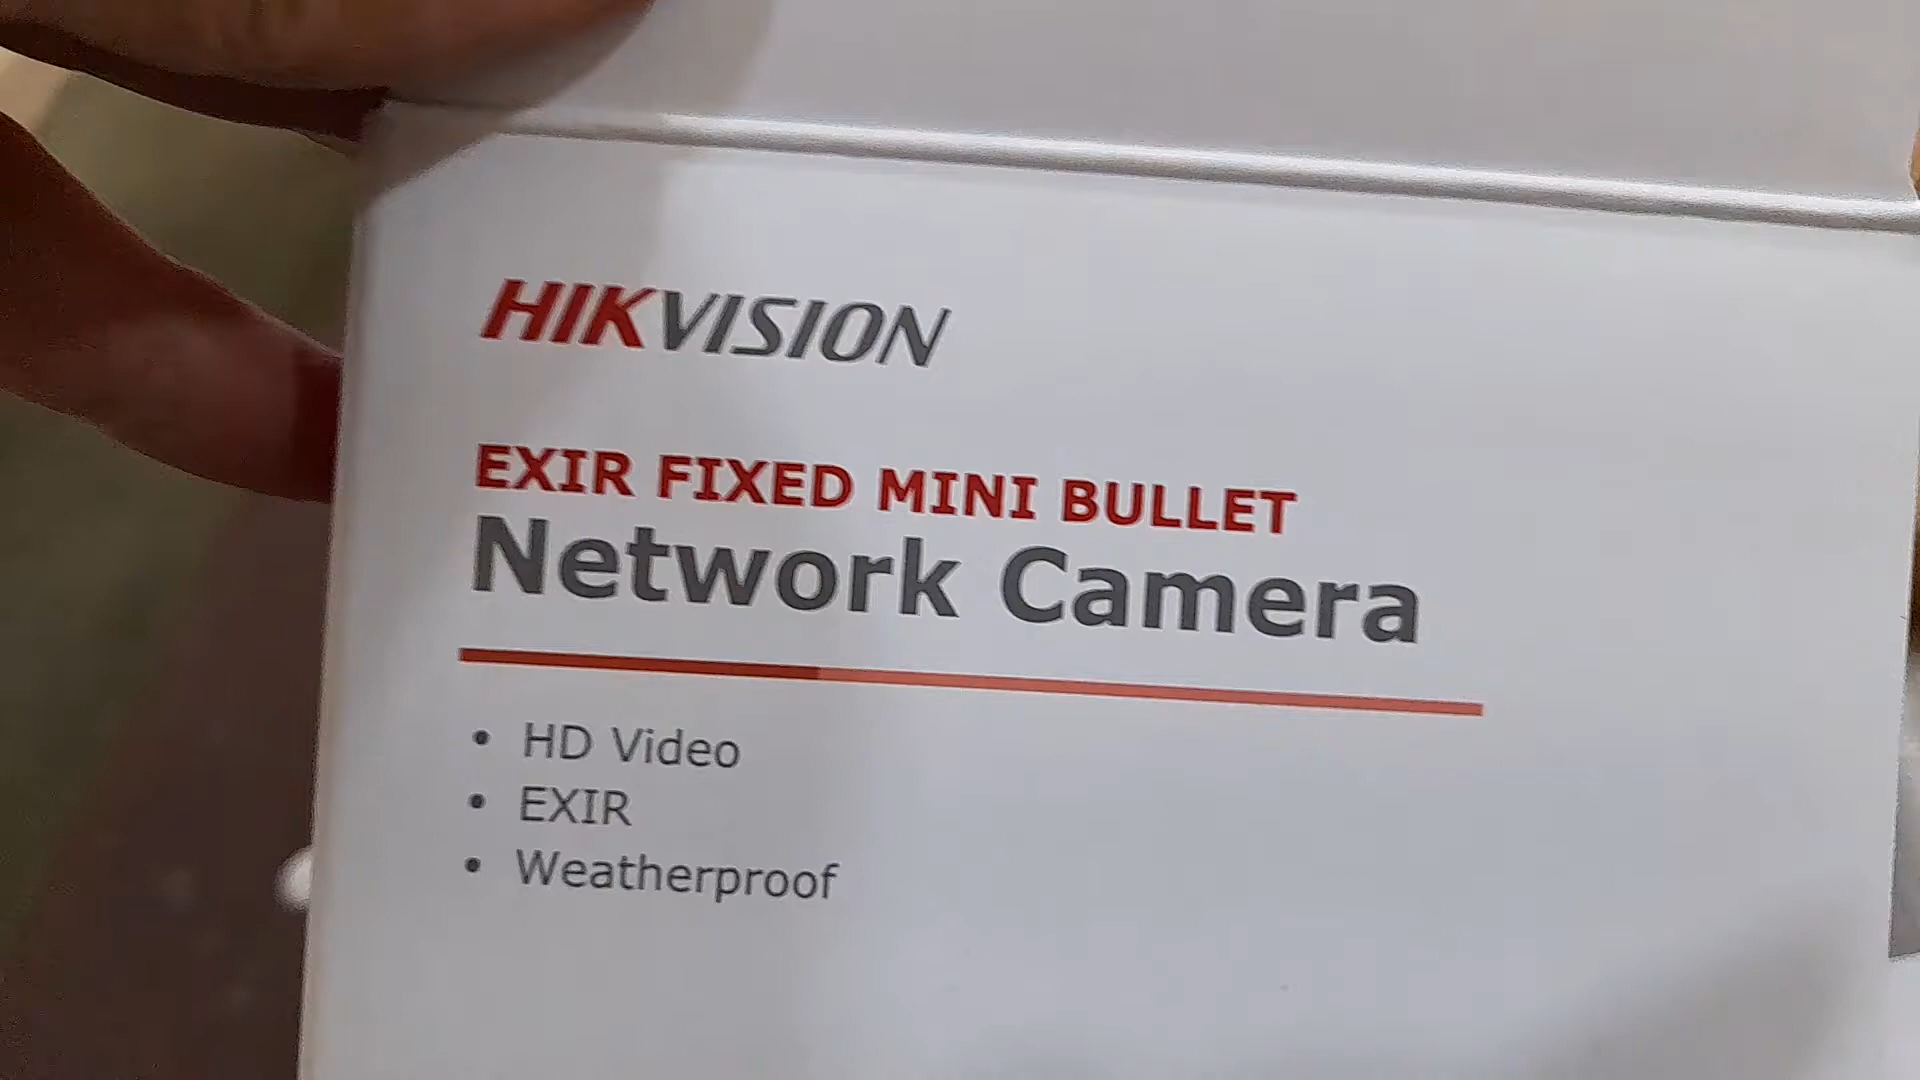 HIKVISION
EXIR FIXED MINI BULLET
Network Camera
• HD Video
• EXIR
• Weatherproof